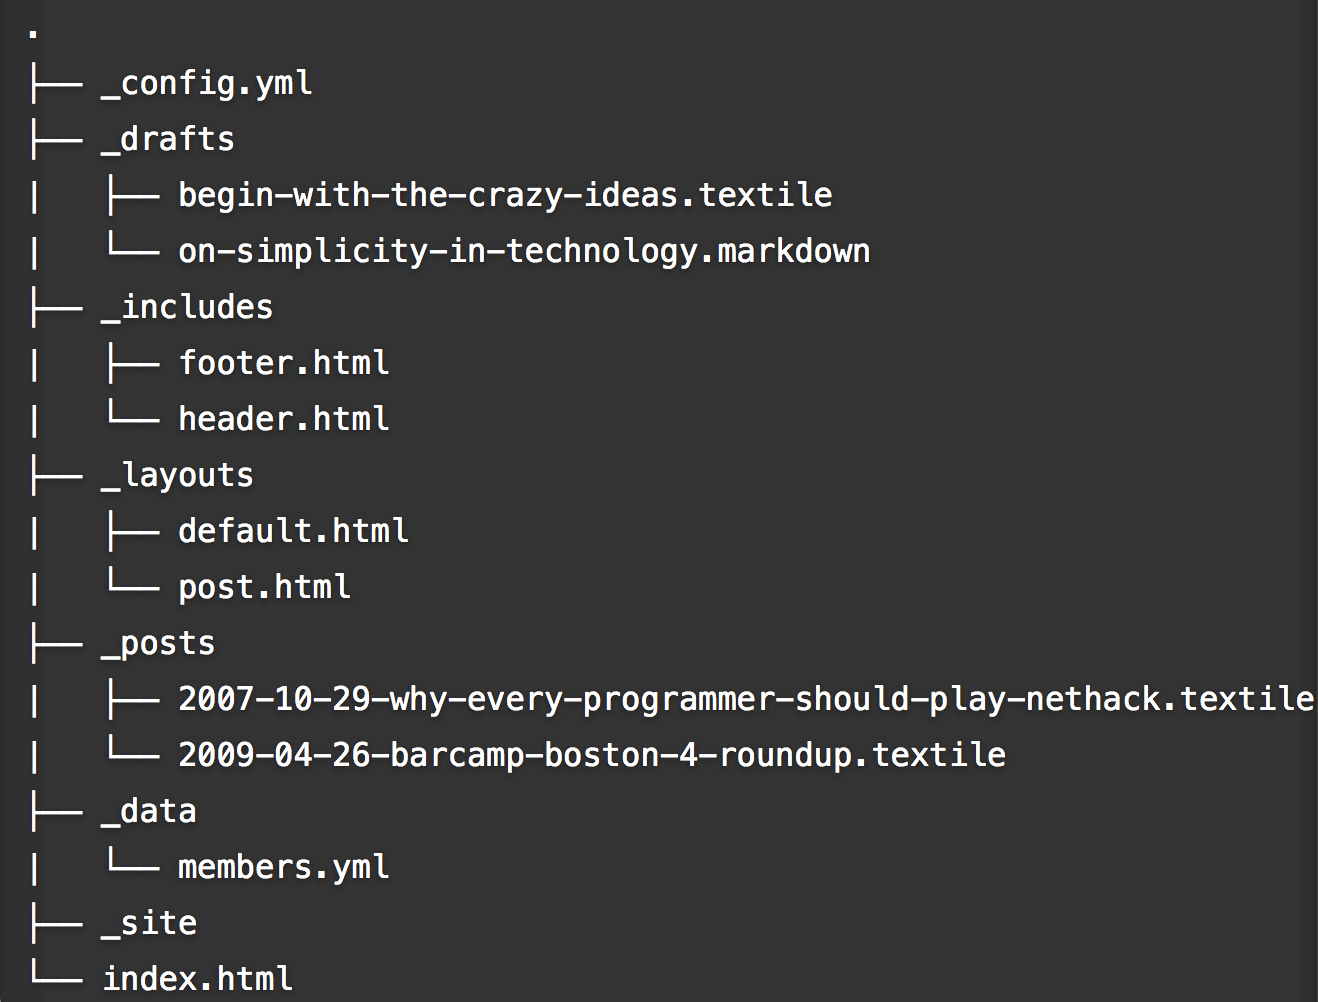 .
├── _config.yml
├── _drafts
|   ├── begin-with-the-crazy-ideas.textile
|   └── on-simplicity-in-technology.markdown
├── _includes
|   ├── footer.html
|   └── header.html
├── _layouts
|   ├── default.html
|   └── post.html
├── _posts
|   ├── 2007-10-29-why-every-programmer-should-play-nethack.textile
|   └── 2009-04-26-barcamp-boston-4-roundup.textile
├── _data
|   └── members.yml
├── _site
└── index.html